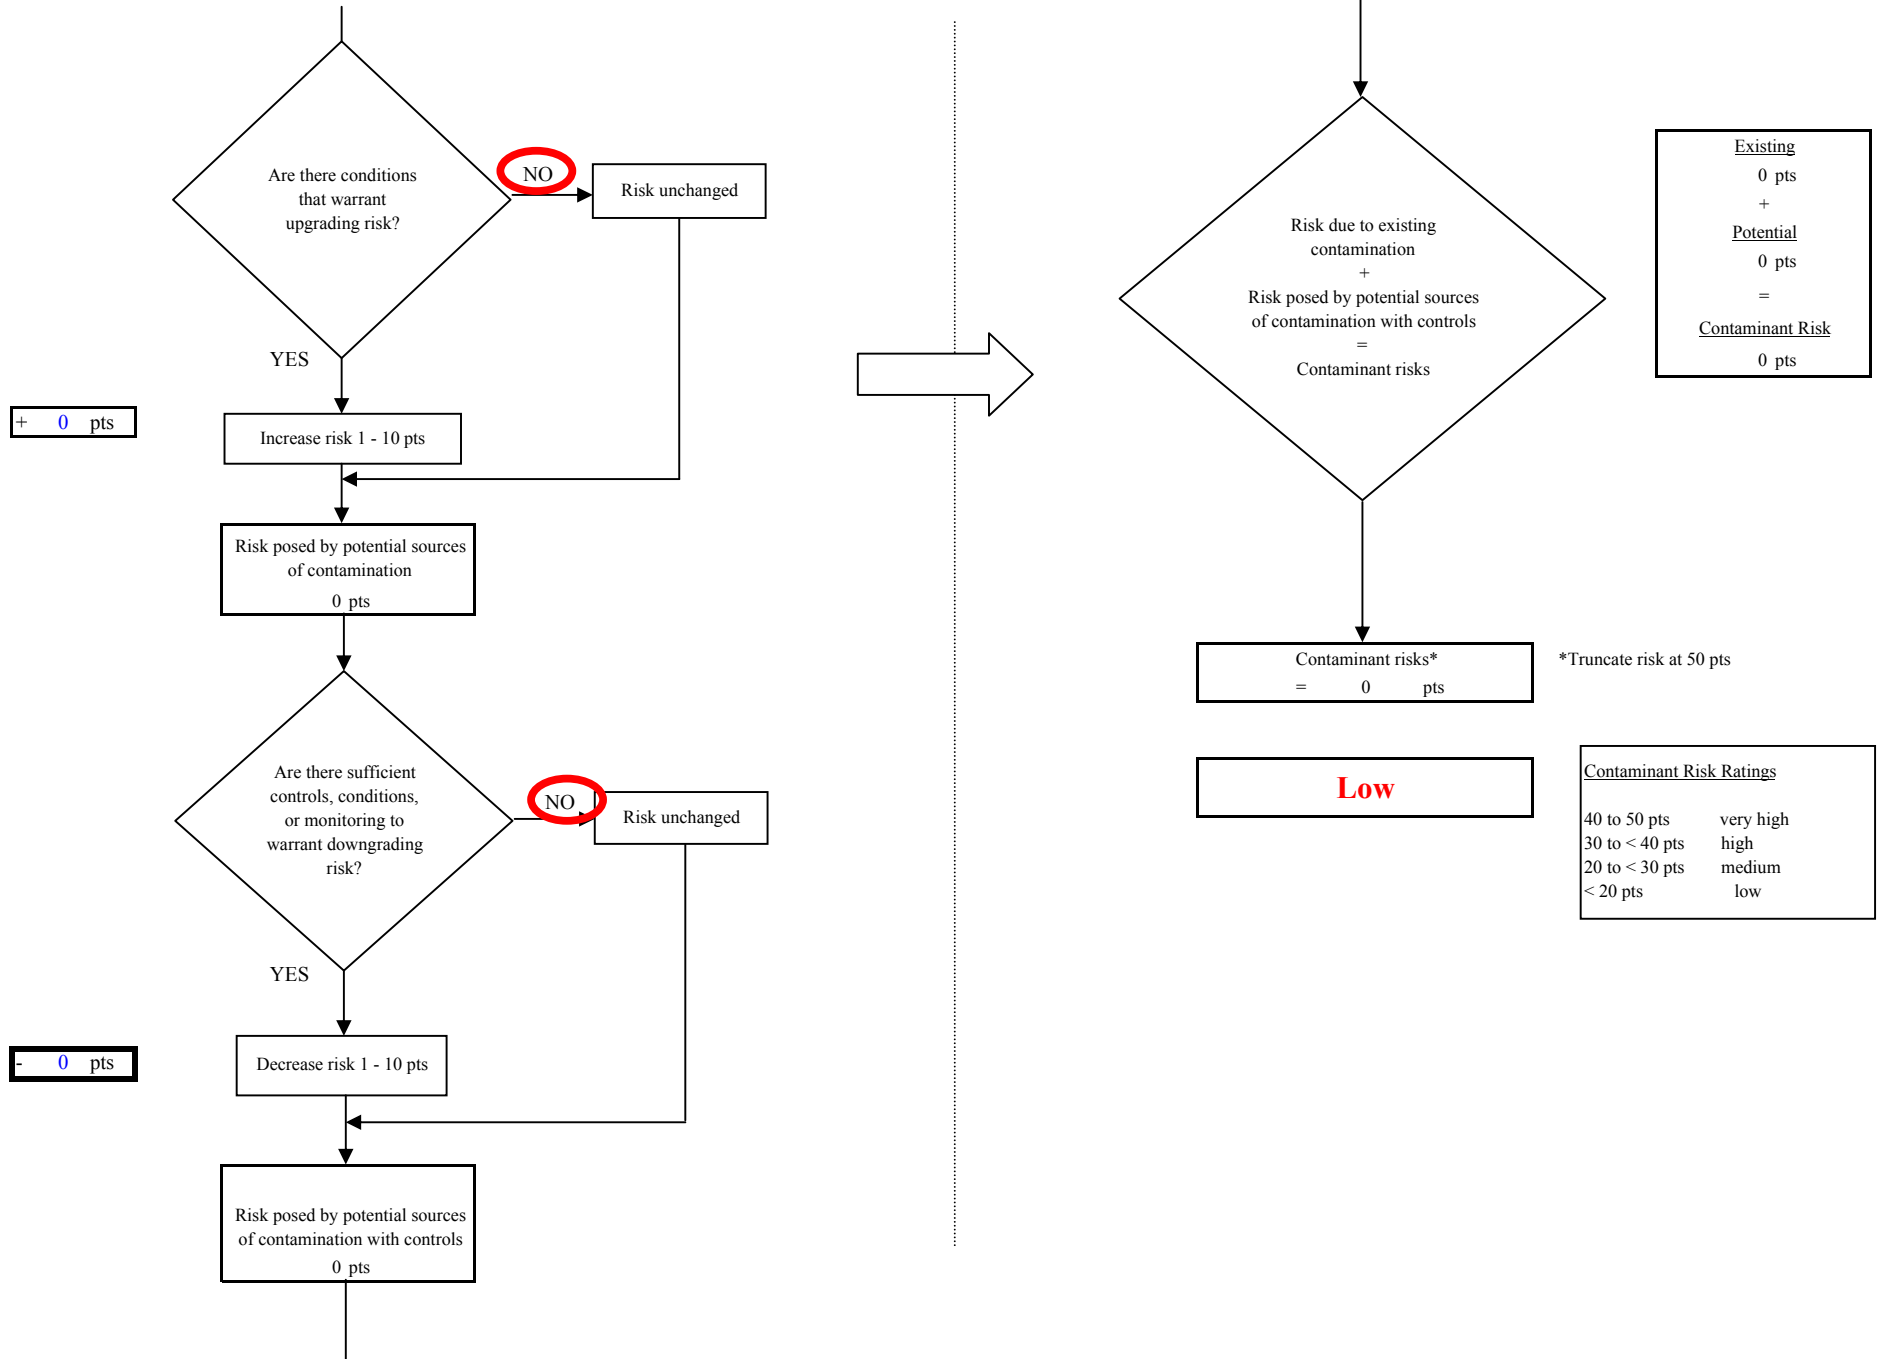 Are there conditions
that warrant
upgrading risk?
NO
Risk unchanged
YES
+ 0 pts
Increase risk 1 - 10 pts
Risk posed by potential sources
of contamination
0 pts
Are there sufficient
controls, conditions,
or monitoring to
warrant downgrading
risk?
NO
Risk unchanged
YES
- 0 pts
Decrease risk 1 - 10 pts
Risk posed by potential sources
of contamination with controls
0 pts
Risk due to existing
contamination
+
Risk posed by potential sources
of contamination with controls
=
Contaminant risks
Existing
0 pts
+
Potential
0 pts
=
Contaminant Risk
0 pts
Contaminant risks*
= 0 pts
*Truncate risk at 50 pts
Low
Contaminant Risk Ratings
40 to 50 pts very high
30 to < 40 pts high
20 to < 30 pts medium
< 20 pts low